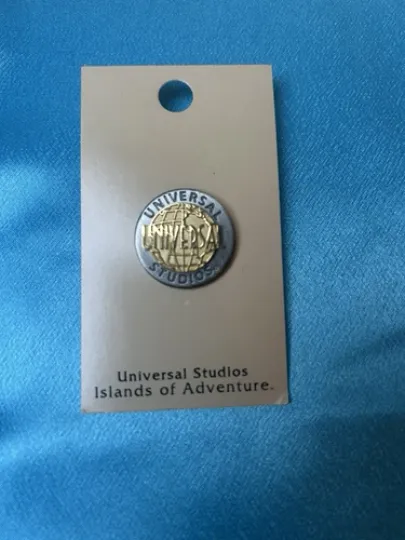 UNIVERSAL
UNIVERSAL
STUDIOS
Universal Studios
Islands of Adventure.